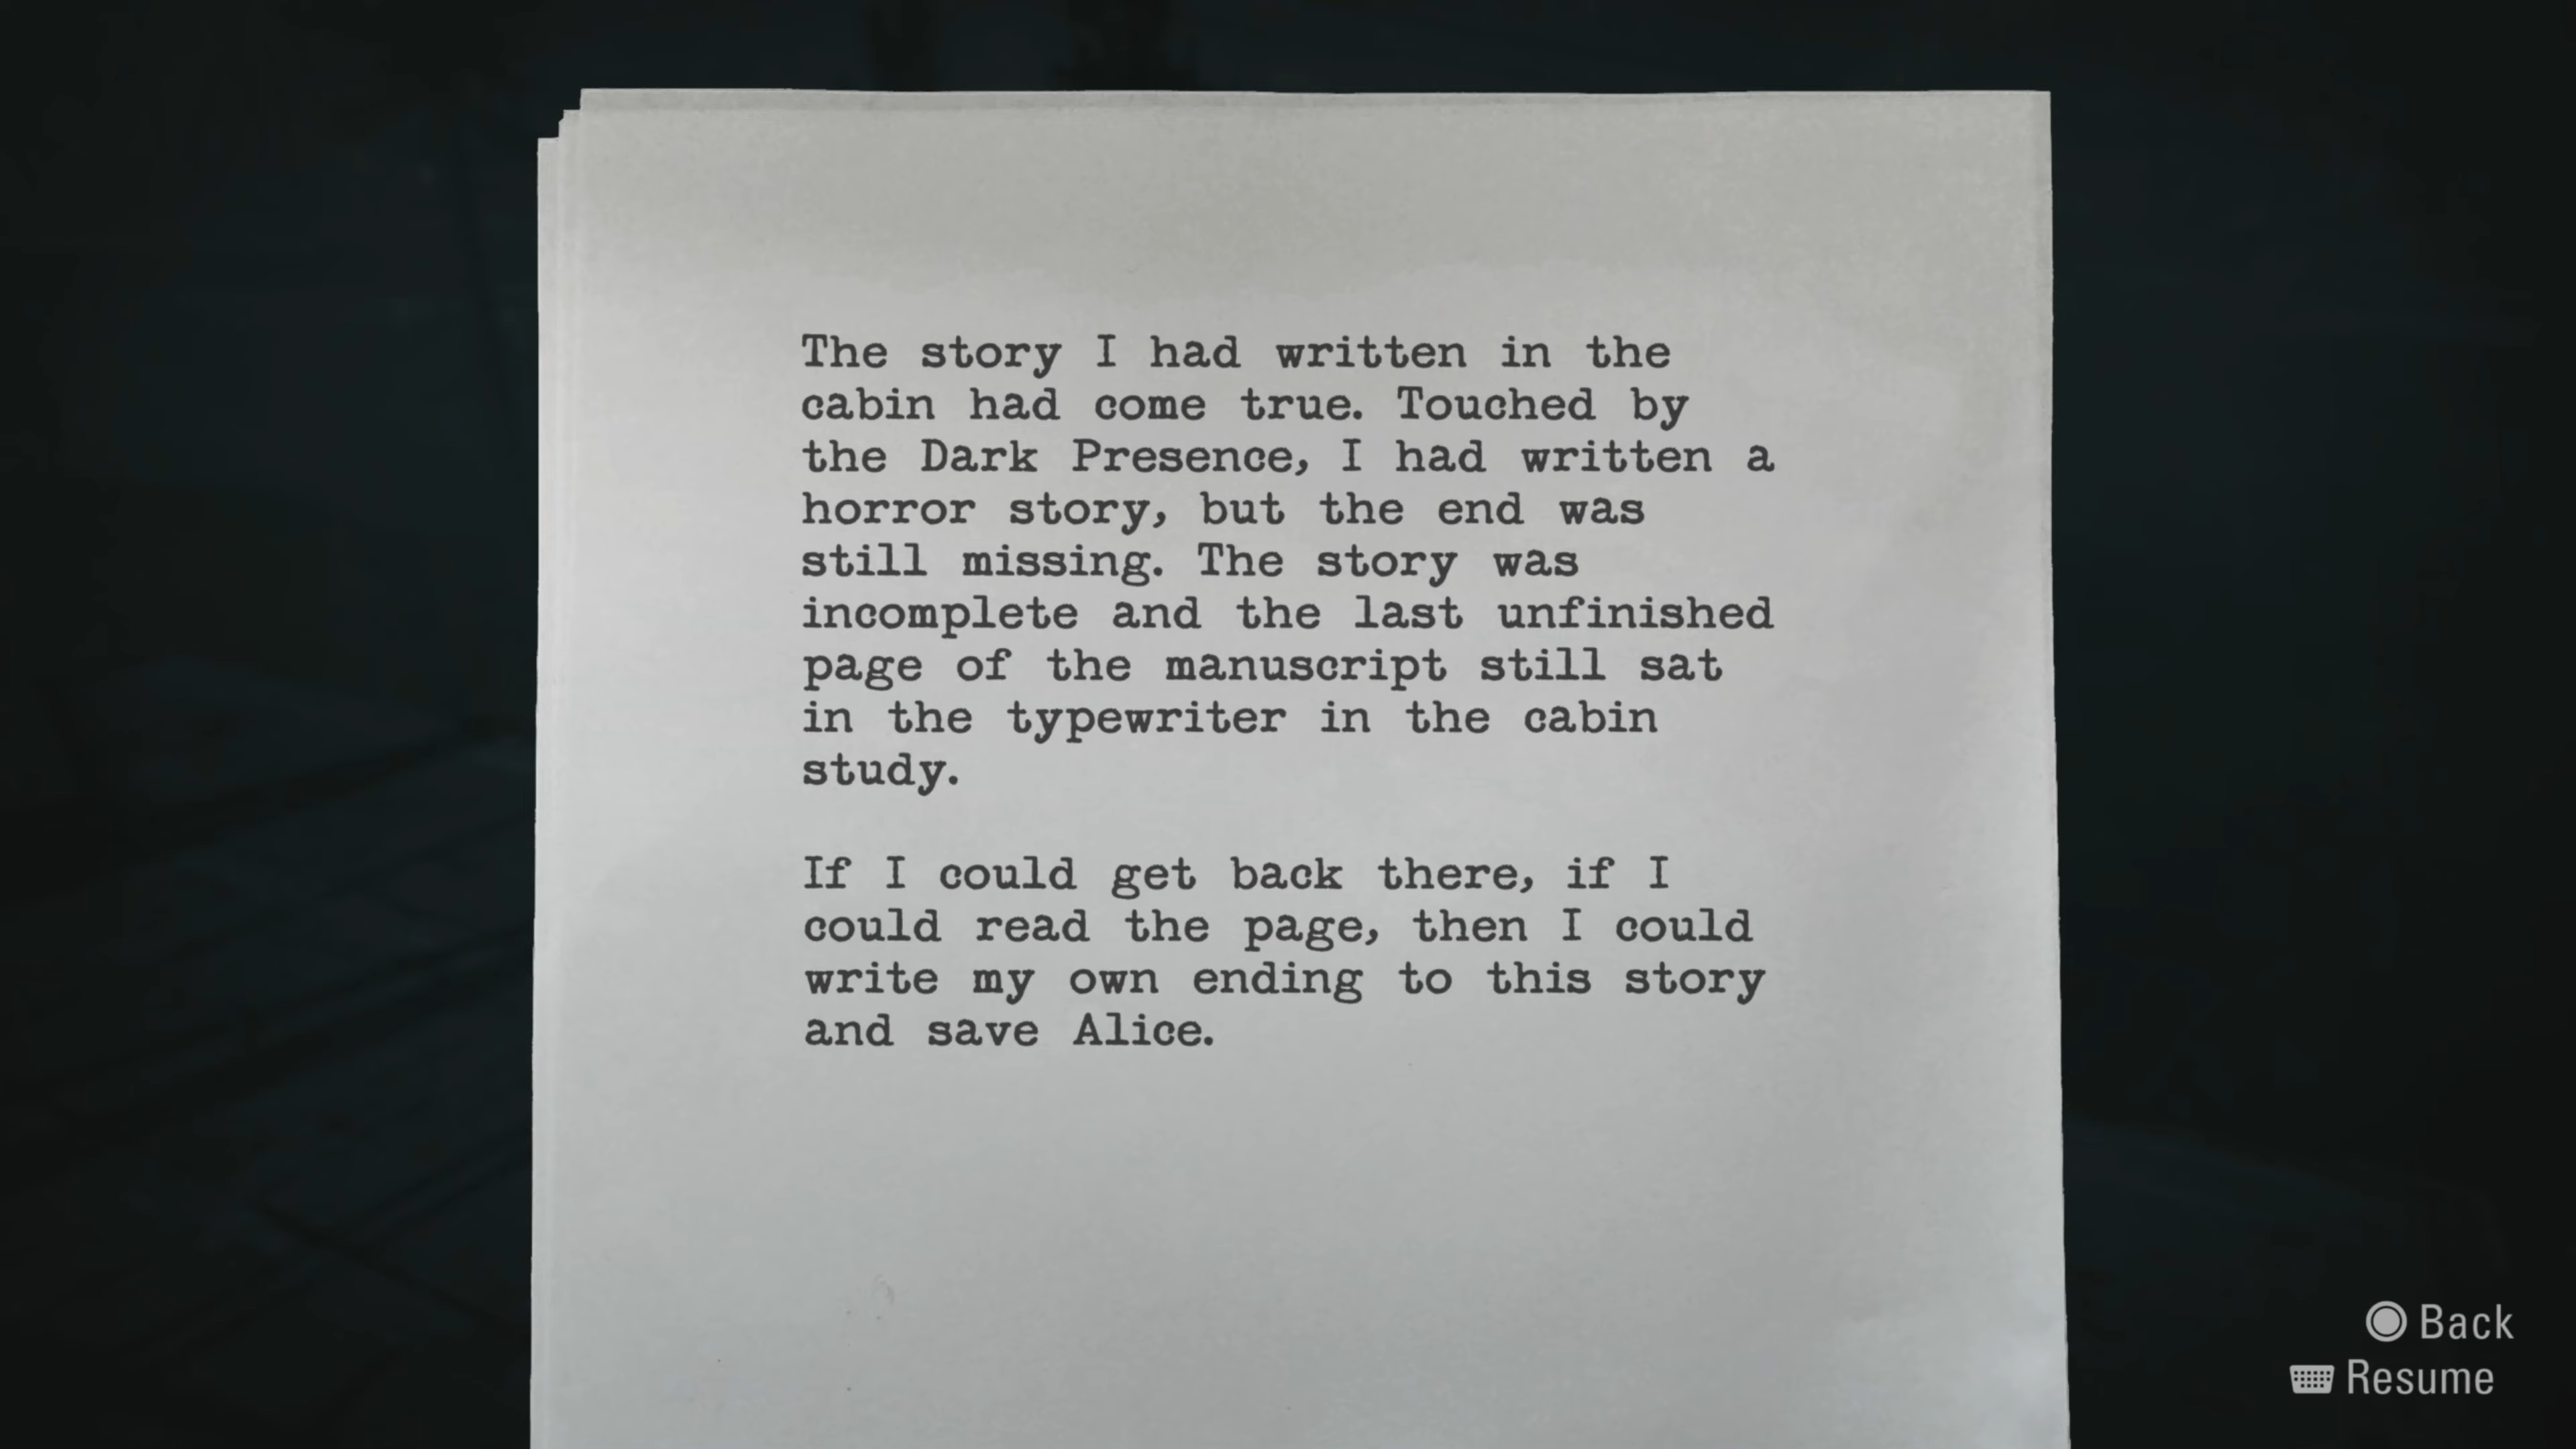 The story I had written in the
cabin had come true. Touched by
the Dark Presence, I had written a
horror story, but the end was
still missing. The story was
incomplete and the last unfinished
page of the manuscript still sat
in the typewriter in the cabin
study.
If I could get back there, if I
could read the page, then I could
write my own ending to this story
and save Alice.
Back
Resume